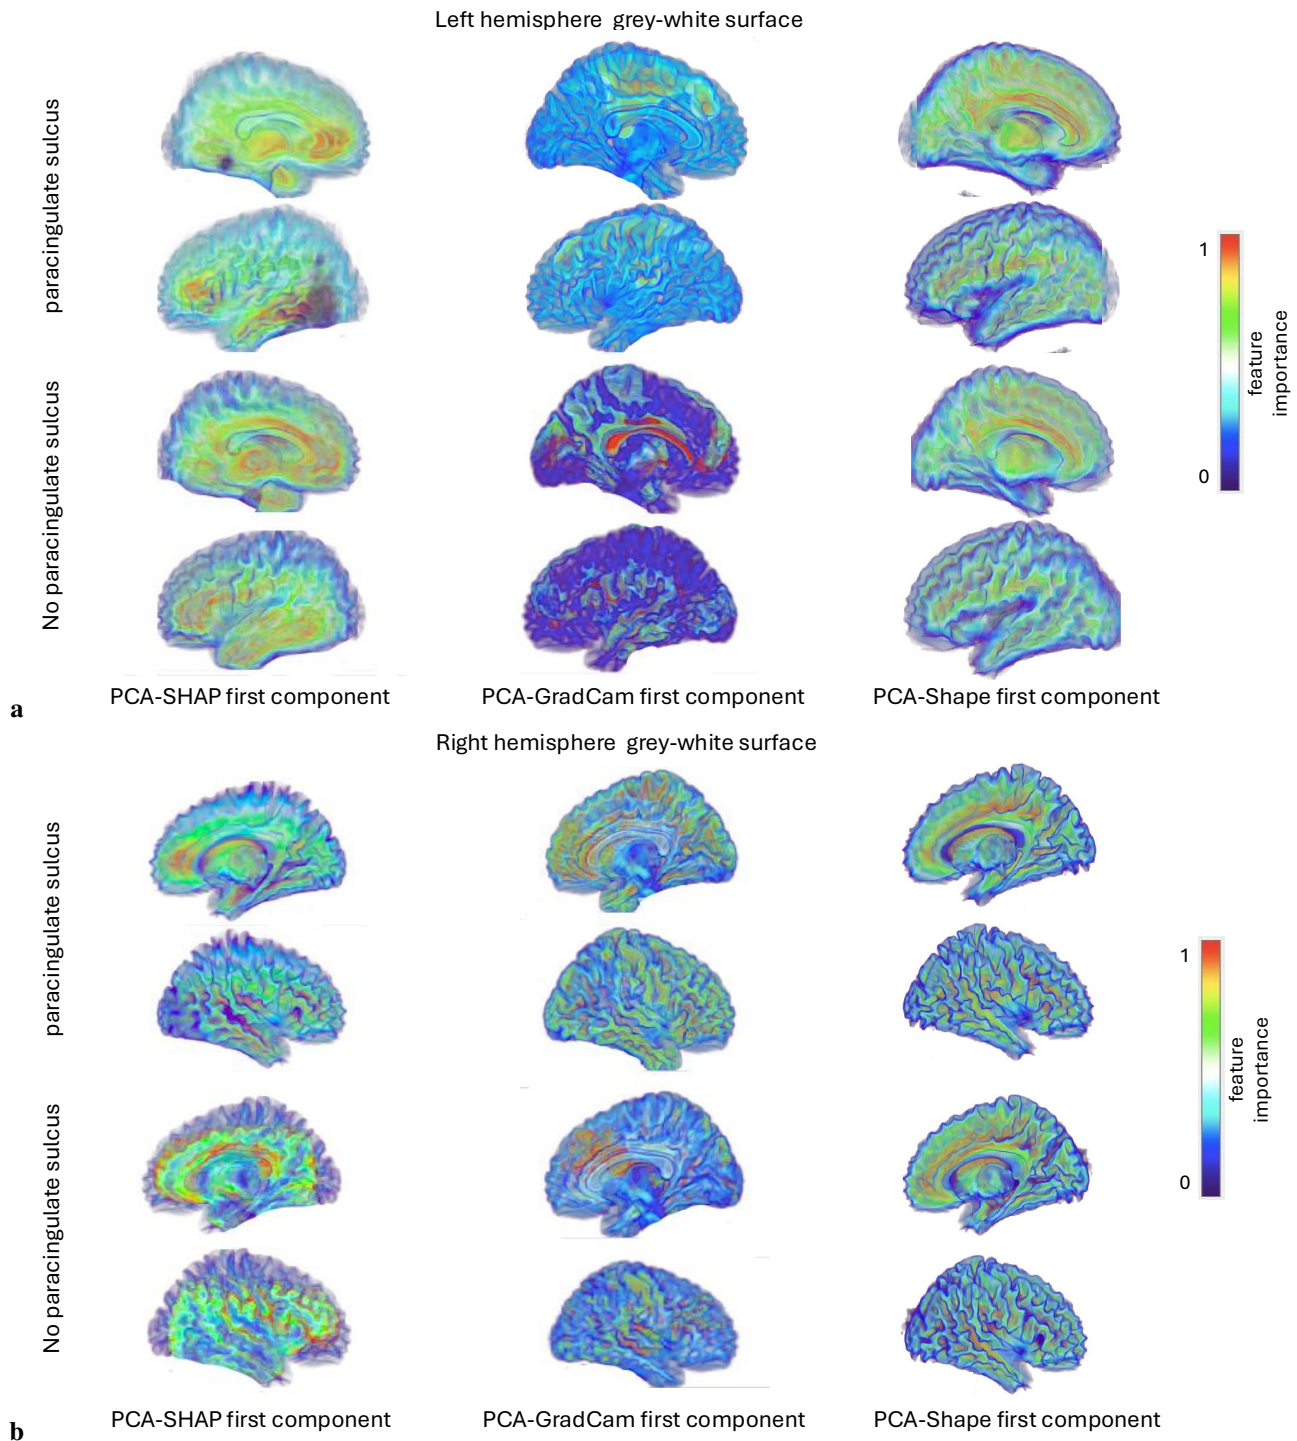 Left hemisphere grey-white surface
paracingulate sulcus
No paracingulate sulcus
1
0
feature
importance
PCA-SHAP first component
PCA-GradCam first component
PCA-Shape first component
a
Right hemisphere grey-white surface
paracingulate sulcus
No paracingulate sulcus
1
0
feature
importance
PCA-SHAP first component
PCA-GradCam first component
PCA-Shape first component
b